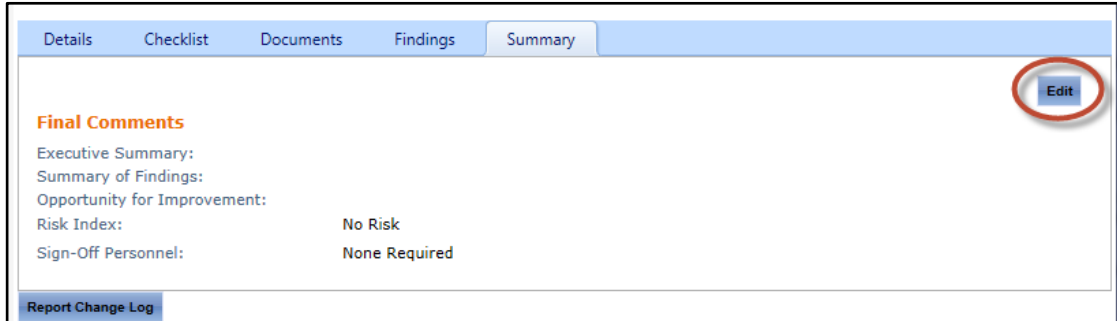 Details Checklist Documents Findings Summary
Edit
Final Comments
Executive Summary:
Summary of Findings:
Opportunity for Improvement:
Risk Index: No Risk
Sign-Off Personnel: None Required
Report Change Log